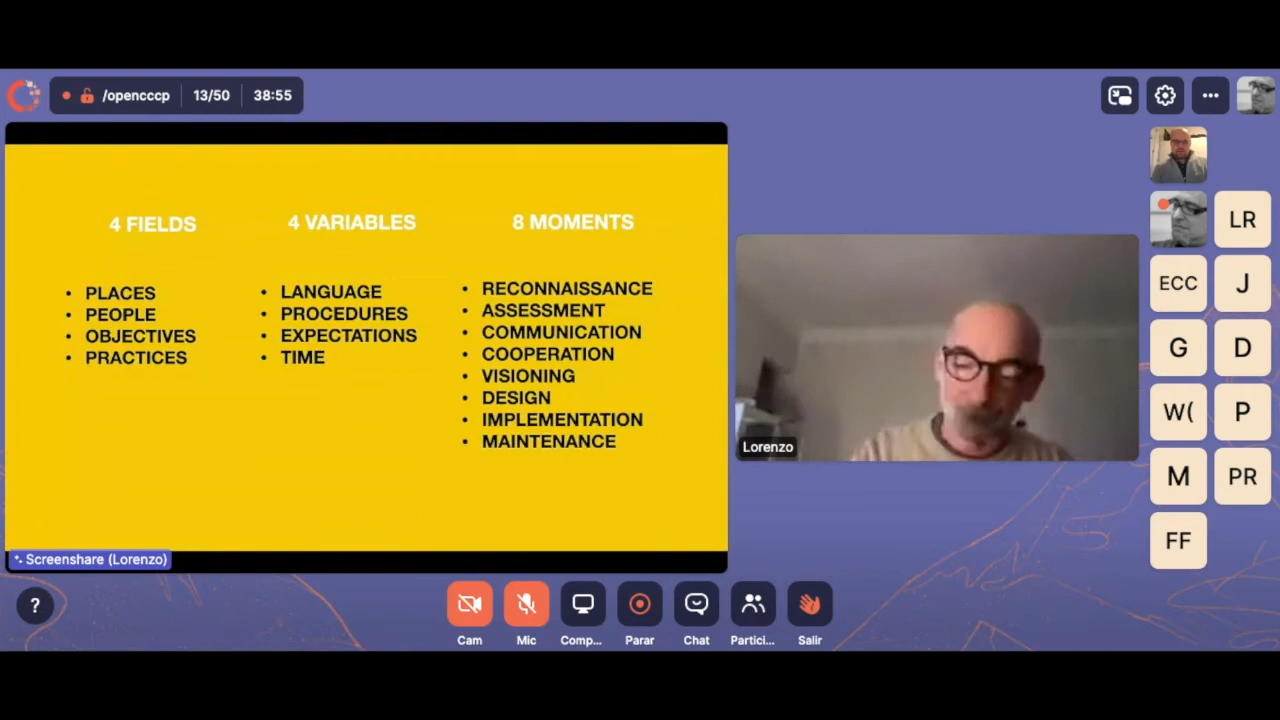 /opencccp
13/50
38:55
4 FIELDS
• PLACES
• PEOPLE
• OBJECTIVES
• PRACTICES
4 VARIABLES
• LANGUAGE
• PROCEDURES
• EXPECTATIONS
• TIME
8 MOMENTS
• RECONNAISSANCE
• ASSESSMENT
• COMMUNICATION
• COOPERATION
• VISIONING
• DESIGN
• IMPLEMENTATION
• MAINTENANCE
Screenshare (Lorenzo)
Lorenzo
LR
ECC
J
G
D
W(
P
M
PR
FF
?
Cam
Mic
Comp...
Parar
Chat
Partici...
Salir